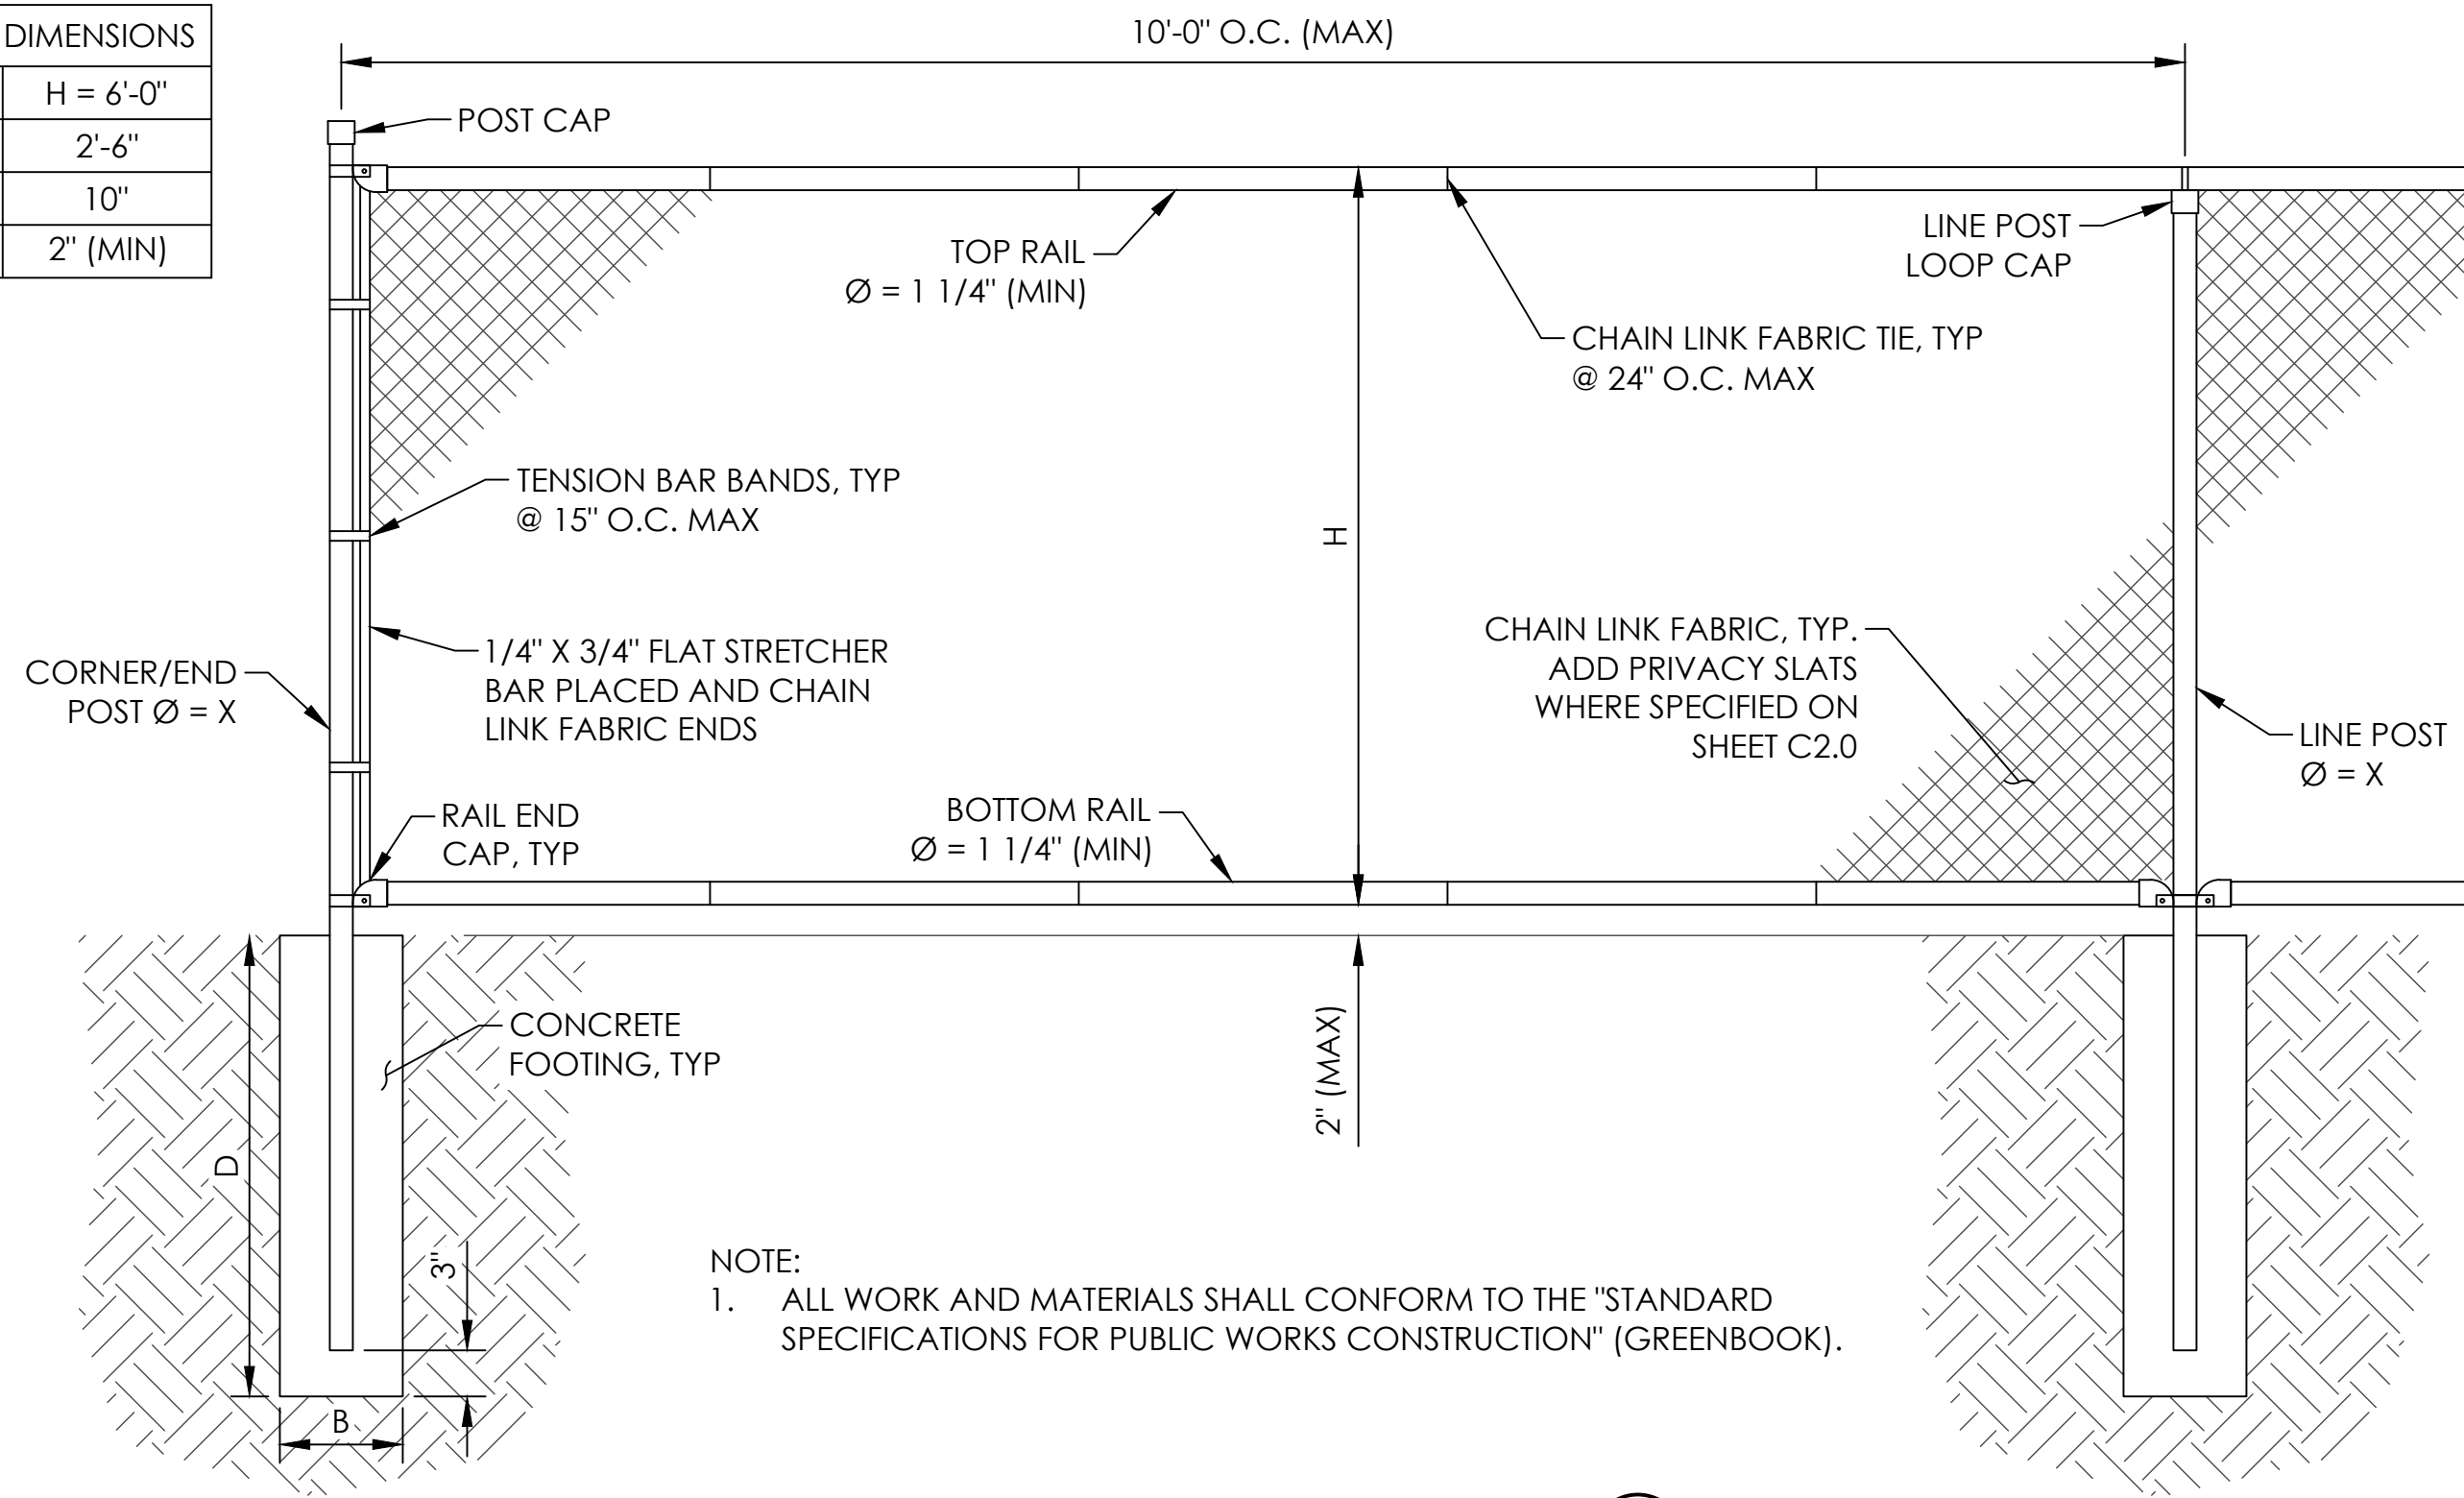 DIMENSIONS
H = 6'-0"
2'-6"
10"
2" (MIN)
10'-0" O.C. (MAX)
POST CAP
TOP RAIL
Ø = 1 1/4" (MIN)
LINE POST
LOOP CAP
CHAIN LINK FABRIC TIE, TYP
@ 24" O.C. MAX
TENSION BAR BANDS, TYP
@ 15" O.C. MAX
H
1/4" X 3/4" FLAT STRETCHER
BAR PLACED AND CHAIN
LINK FABRIC ENDS
CORNER/END
POST Ø = X
CHAIN LINK FABRIC, TYP.
ADD PRIVACY SLATS
WHERE SPECIFIED ON
SHEET C2.0
LINE POST
Ø = X
RAIL END
CAP, TYP
BOTTOM RAIL
Ø = 1 1/4" (MIN)
CONCRETE
FOOTING, TYP
2" (MAX)
D
3"
B
NOTE:
1. ALL WORK AND MATERIALS SHALL CONFORM TO THE "STANDARD
SPECIFICATIONS FOR PUBLIC WORKS CONSTRUCTION" (GREENBOOK).